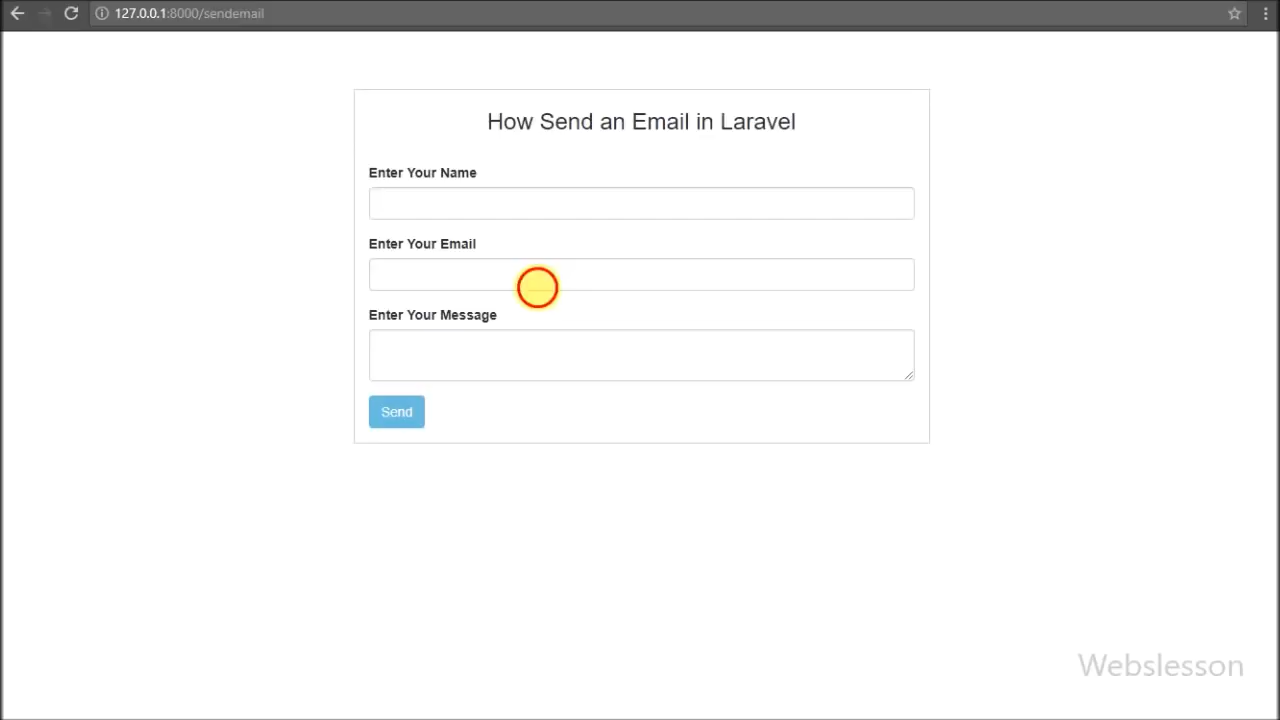 127.0.0.1:8000/sendemail
How Send an Email in Laravel
Enter Your Name
Enter Your Email
Enter Your Message
Send
Webslesson